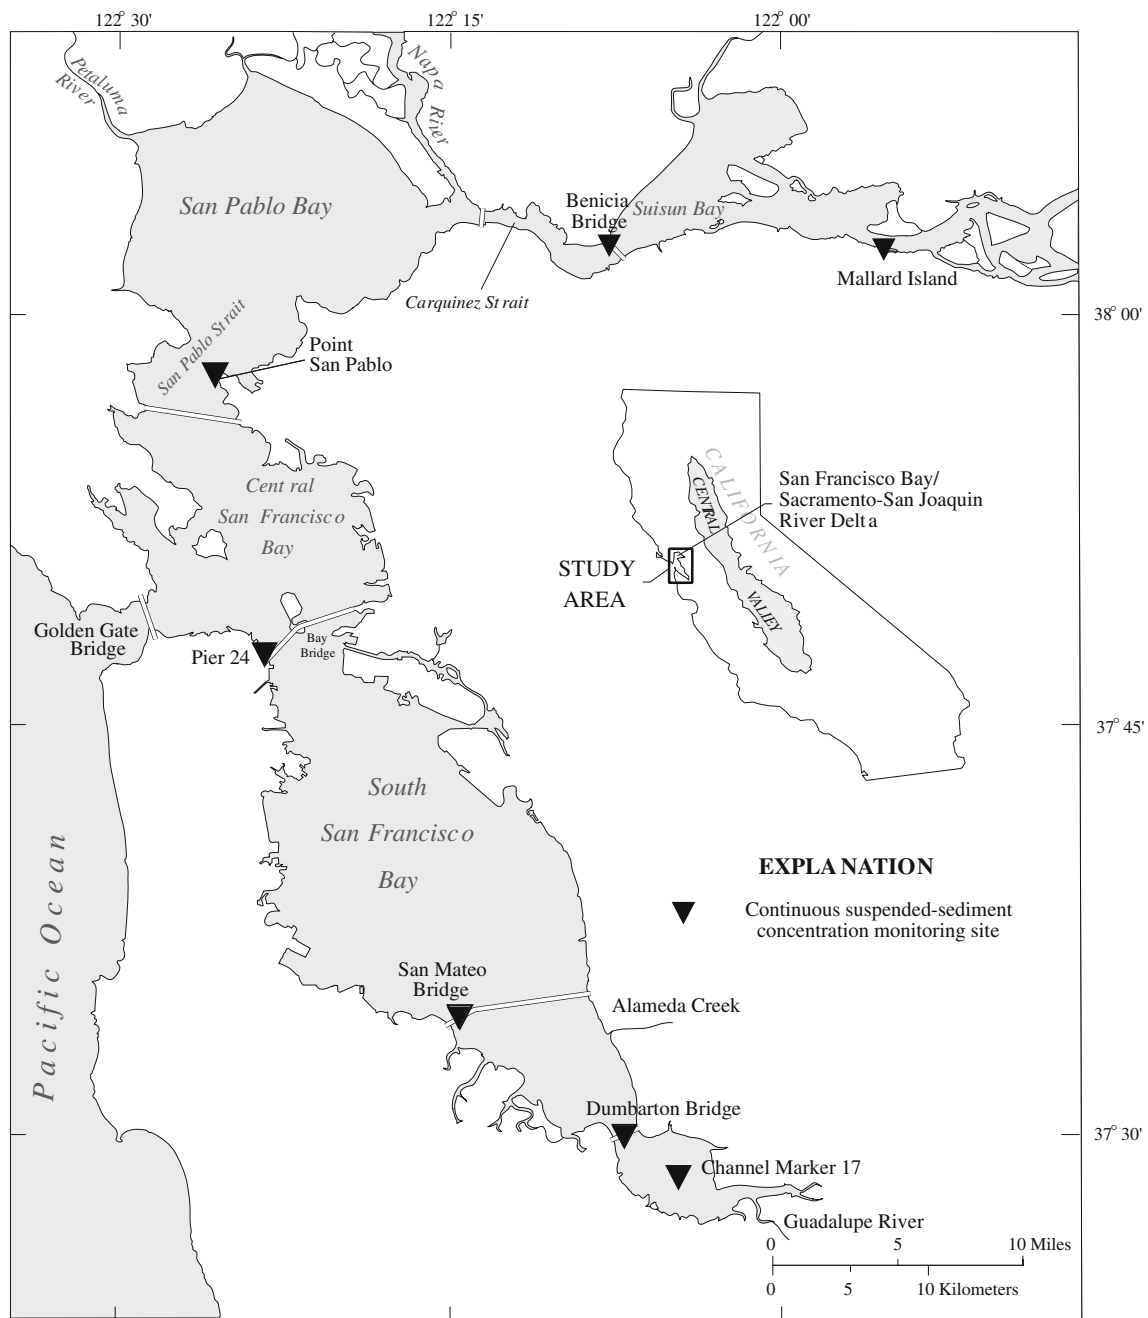 122° 30'
122° 15'
122° 00'
Petaluma
River
Napa
River
San Pablo Bay
Benicia
Bridge
Suisun Bay
Mallard Island
Carquinez Strait
38° 00'
San Pablo Strait
Point
San Pablo
Central
San Francisco
Bay
CALIFORNIA
CENTRAL
VALLEY
San Francisco Bay/
Sacramento-San Joaquin
River Delta
STUDY
AREA
Golden Gate
Bridge
Pier 24
Bay
Bridge
37° 45'
South
San Francisco
Bay
Pacific Ocean
EXPLANATION
Continuous suspended-sediment
concentration monitoring site
San Mateo
Bridge
Alameda Creek
Dumbarton Bridge
37° 30'
Channel Marker 17
Guadalupe River
0 5 10 Miles
0 5 10 Kilometers